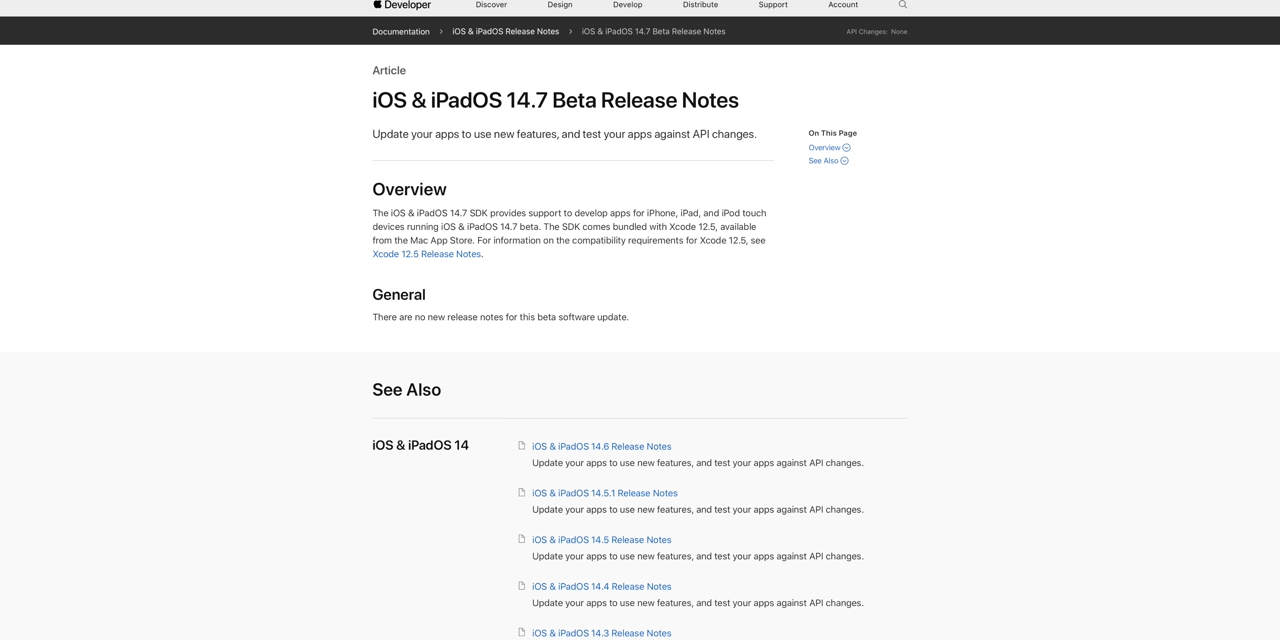 Developer Discover Design Develop Distribute Support Account
Documentation > iOS & iPadOS Release Notes > iOS & iPadOS 14.7 Beta Release Notes API Changes: None
Article
iOS & iPadOS 14.7 Beta Release Notes
Update your apps to use new features, and test your apps against API changes.
On This Page
Overview
See Also
Overview
The iOS & iPadOS 14.7 SDK provides support to develop apps for iPhone, iPad, and iPod touch
devices running iOS & iPadOS 14.7 beta. The SDK comes bundled with Xcode 12.5, available
from the Mac App Store. For information on the compatibility requirements for Xcode 12.5, see
Xcode 12.5 Release Notes.
General
There are no new release notes for this beta software update.
See Also
iOS & iPadOS 14
iOS & iPadOS 14.6 Release Notes
Update your apps to use new features, and test your apps against API changes.
iOS & iPadOS 14.5.1 Release Notes
Update your apps to use new features, and test your apps against API changes.
iOS & iPadOS 14.5 Release Notes
Update your apps to use new features, and test your apps against API changes.
iOS & iPadOS 14.4 Release Notes
Update your apps to use new features, and test your apps against API changes.
iOS & iPadOS 14.3 Release Notes